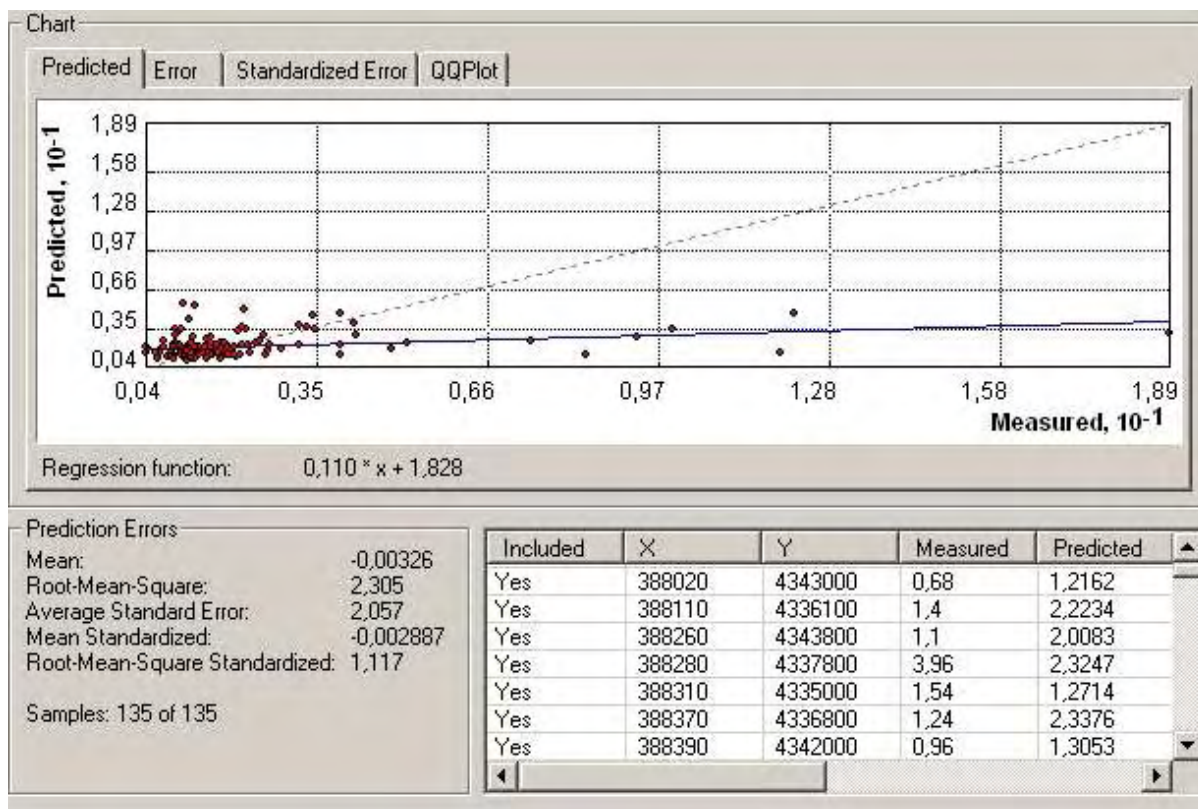 Chart
Predicted Error Standardized Error QQPlot
Predicted, 10-1
1,89
1,58
1,28
0,97
0,66
0,35
0,04
0,04 0,35 0,66 0,97 1,28 1,58 1,89
Measured, 10-1
Regression function: 0,110 * x + 1,828
Prediction Errors
Mean: -0,00326
Root-Mean-Square: 2,305
Average Standard Error: 2,057
Mean Standardized: -0,002887
Root-Mean-Square Standardized: 1,117
Samples: 135 of 135
Included X Y Measured Predicted
Yes 388020 4343000 0,68 1,2162
Yes 388110 4336100 1,4 2,2234
Yes 388260 4343800 1,1 2,0083
Yes 388280 4337800 3,96 2,3247
Yes 388310 4335000 1,54 1,2714
Yes 388370 4336800 1,24 2,3376
Yes 388390 4342000 0,96 1,3053